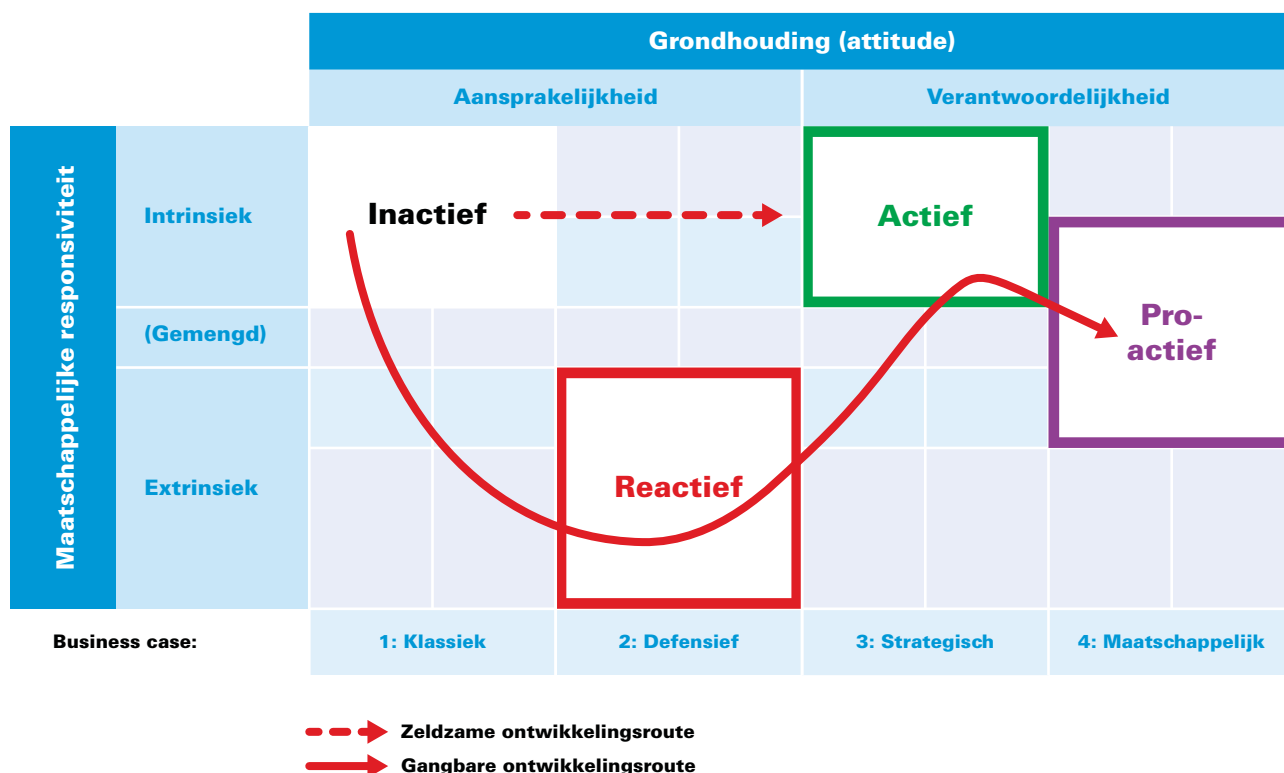 Grondhouding (attitude)
Aansprakelijkheid
Verantwoordelijkheid
Maatschappelijke responsiviteit
Intrinsiek
Inactief
Actief
(Gemengd)
Pro-
actief
Extrinsiek
Reactief
Business case:
1: Klassiek
2: Defensief
3: Strategisch
4: Maatschappelijk
Zeldzame ontwikkelingsroute
Gangbare ontwikkelingsroute